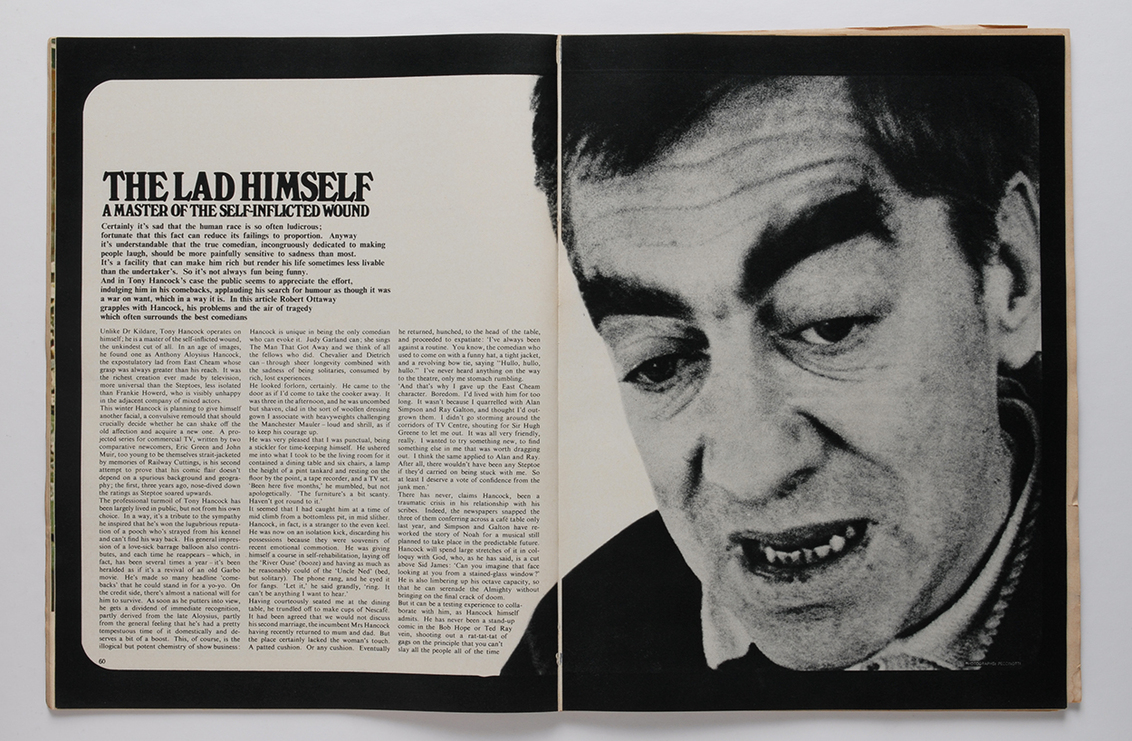 THE LAD HIMSELF
A MASTER OF THE SELF-INFLICTED WOUND
Certainly it's sad that the human race is so often ludicrous;
fortunate that this fact can reduce its failings to proportion. Anyway
it's understandable that the true comedian, incongruously dedicated to making
people laugh, should be more painfully sensitive to sadness than most.
It's a facility that can make him rich but render his life sometimes less livable
than the undertaker's. So it's not always fun being funny.
And in Tony Hancock's case the public seems to appreciate the effort,
indulging him in his comebacks, applauding his search for humour as though it was
a war on want, which in a way it is. In this article Robert Ottaway
grapples with Hancock, his problems and the air of tragedy
which often surrounds the best comedians
Unlike Dr Kildare, Tony Hancock operates on
himself; he is a master of the self-inflicted wound,
the unkindest cut of all. In an age of images,
he found one as Anthony Aloysius Hancock,
the expostulatory lad from East Cheam whose
grasp was always greater than his reach. It was
the richest creation ever made by television,
more universal than the Steptoes, less isolated
than Frankie Howerd, who is visibly unhappy
in the adjacent company of mixed actors.
This winter Hancock is planning to give himself
another facial, a convulsive remould that should
crucially decide whether he can shake off the
old affection and acquire a new one. A pro-
jected series for commercial TV, written by two
comparative newcomers, Eric Green and John
Muir, too young to be themselves strait-jacketed
by memories of Railway Cuttings, is his second
attempt to prove that his comic flair doesn't
depend on a spurious background and geogra-
phy; the first, three years ago, nose-dived down
the ratings as Steptoe soared upwards.
The professional turmoil of Tony Hancock has
been largely lived in public, but not from his own
choice. In a way, it's a tribute to the sympathy
he inspired that he's won the lugubrious reputa-
tion of a pooch who's strayed from his kennel
and can't find his way back. His general impres-
sion of a love-sick barrage balloon also contri-
butes, and each time he reappears – which, in
fact, has been several times a year – it's been
heralded as if it's a revival of an old Garbo
movie. He's made so many headline 'come-
backs' that he could stand in for a yo-yo. On
the credit side, there's almost a national will for
him to survive. As soon as he putters into view,
he gets a dividend of immediate recognition,
partly derived from the late Aloysius, partly
from the general feeling that he's had a pretty
tempestuous time of it domestically and de-
serves a bit of a boost. This, of course, is the
illogical but potent chemistry of show business:
60
Hancock is unique in being the only comedian
who can evoke it. Judy Garland can; she sings
The Man That Got Away and we think of all
the fellows who did. Chevalier and Dietrich
can – through sheer longevity combined with
the sadness of being solitaries, consumed by
rich, lost experiences.
He looked forlorn, certainly. He came to the
door as if I'd come to take the cooker away. It
was three in the afternoon, and he was uncombed
but shaven, clad in the sort of woollen dressing
gown I associate with heavyweights challenging
the Manchester Mauler – loud and shrill, as if
to keep his courage up.
He was very pleased that I was punctual, being
a stickler for time-keeping himself. He ushered
me into what I took to be the living room for it
contained a dining table and six chairs, a lamp
the height of a pint tankard and resting on the
floor by the point, a tape recorder, and a TV set.
'Been here five months,' he mumbled, but not
apologetically. 'The furniture's a bit scanty.
Haven't got round to it.'
It seemed that I had caught him at a time of
mid climb from a bottomless pit, in mid slither.
Hancock, in fact, is a stranger to the even keel.
He was now on an isolation kick, discarding his
possessions because they were souvenirs of
recent emotional commotion. He was giving
himself a course in self-rehabilitation, laying off
the 'River Ouse' (booze) and having as much as
he reasonably could of the 'Uncle Ned' (bed,
but solitary). The phone rang, and he eyed it
for fangs. 'Let it,' he said grandly, 'ring. It
can't be anything I want to hear.'
Having courteously seated me at the dining
table, he trundled off to make cups of Nescafé.
It had been agreed that we would not discuss
his second marriage, the incumbent Mrs Hancock
having recently returned to mum and dad. But
the place certainly lacked the woman's touch.
A patted cushion. Or any cushion. Eventually
he returned, hunched, to the head of the table,
and proceeded to expatiate: 'I've always been
against a routine. You know, the comedian who
used to come on with a funny hat, a tight jacket,
and a revolving bow tie, saying "Hullo, hullo,
hullo." I've never heard anything on the way
to the theatre, only me stomach rumbling.
'And that's why I gave up the East Cheam
character. Boredom. I'd lived with him for too
long. It wasn't because I quarrelled with Alan
Simpson and Ray Galton, and thought I'd out-
grown them. I didn't go storming around the
corridors of TV Centre, shouting for Sir Hugh
Greene to let me out. It was all very friendly,
really. I wanted to try something new, to find
something else in me that was worth dragging
out. I think the same applied to Alan and Ray.
After all, there wouldn't have been any Steptoe
if they'd carried on being stuck with me. So
at least I deserve a vote of confidence from the
junk men.'
There has never, claims Hancock, been a
traumatic crisis in his relationship with his
scribes. Indeed, the newspapers snapped the
three of them conferring across a café table only
last year, and Simpson and Galton have re-
worked the story of Noah for a musical still
planned to take place in the predictable future.
Hancock will spend large stretches of it in col-
loquy with God, who, as he has said, is a cut
above Sid James: 'Can you imagine that face
looking at you from a stained-glass window?'
He is also limbering up his octave capacity, so
that he can serenade the Almighty without
bringing on the final crack of doom.
But it can be a testing experience to colla-
borate with him, as Hancock himself
admits. He has never been a stand-up
comic in the Bob Hope or Ted Ray
vein, shooting out a rat-tat-tat of
gags on the principle that you can't
slay all the people all of the time